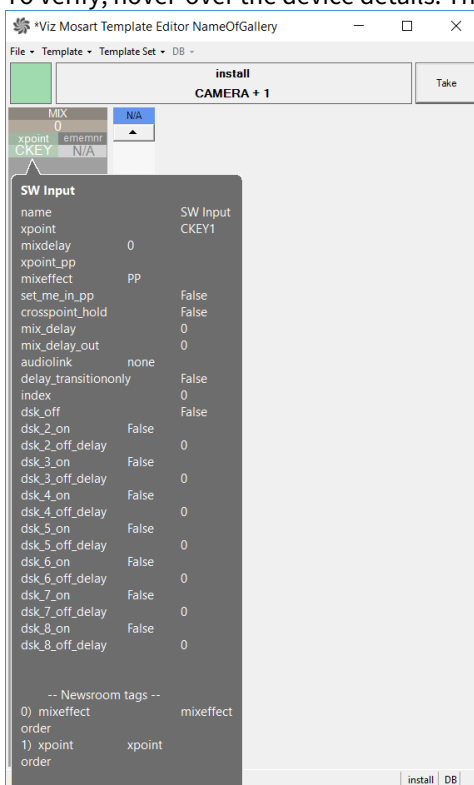 To verify, hover over the device details. Th
*Viz Mosart Template Editor NameOfGallery
File Template Template Set DB
install
CAMERA + 1
Take
MIX
0
xpoint ememnr
CKEY N/A
N/A
SW Input
name SW Input
xpoint CKEY1
mixdelay 0
xpoint_pp
mixeffect PP
set_me_in_pp False
crosspoint_hold False
mix_delay 0
mix_delay_out 0
audiolink none
delay_transitiononly False
index 0
dsk_off False
dsk_2_on False
dsk_2_off_delay 0
dsk_3_on False
dsk_3_off_delay 0
dsk_4_on False
dsk_4_off_delay 0
dsk_5_on False
dsk_5_off_delay 0
dsk_6_on False
dsk_6_off_delay 0
dsk_7_on False
dsk_7_off_delay 0
dsk_8_on False
dsk_8_off_delay 0
-- Newsroom tags --
0) mixeffect mixeffect
order
1) xpoint xpoint
order
install DB